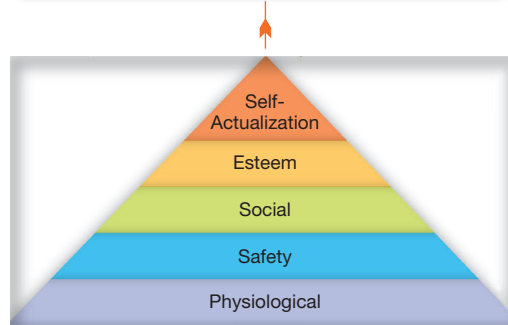 Self-
Actualization
Esteem
Social
Safety
Physiological